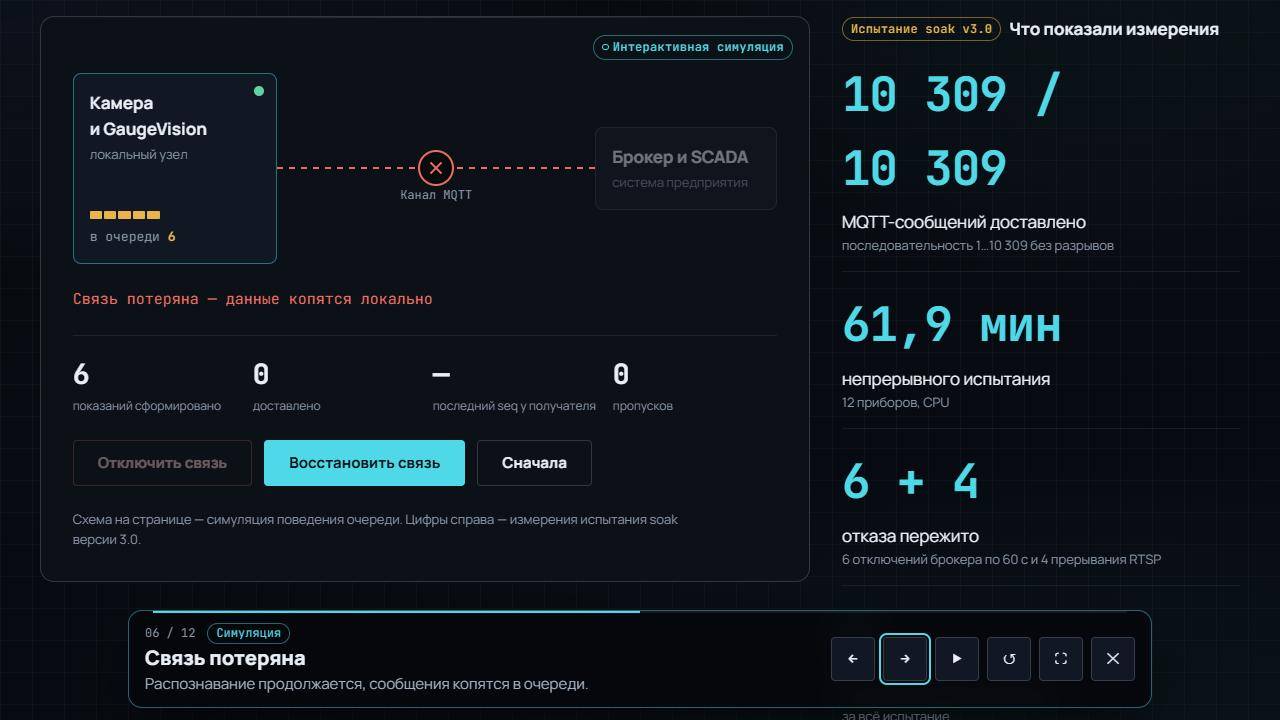 Интерактивная симуляция
Камера
и GaugeVision
локальный узел
в очереди 6
Канал MQTT
Брокер и SCADA
система предприятия
Связь потеряна — данные копятся локально
6
показаний сформировано
0
доставлено
—
последний seq у получателя
0
пропусков
Отключить связь
Восстановить связь
Сначала
Схема на странице — симуляция поведения очереди. Цифры справа — измерения испытания soak
версии 3.0.
Испытание soak v3.0 Что показали измерения
10 309 /
10 309
MQTT-сообщений доставлено
последовательность 1…10 309 без разрывов
61,9 мин
непрерывного испытания
12 приборов, CPU
6 + 4
отказа пережито
6 отключений брокера по 60 с и 4 прерывания RTSP
06 / 12 Симуляция
Связь потеряна
Распознавание продолжается, сообщения копятся в очереди.
за всё испытание